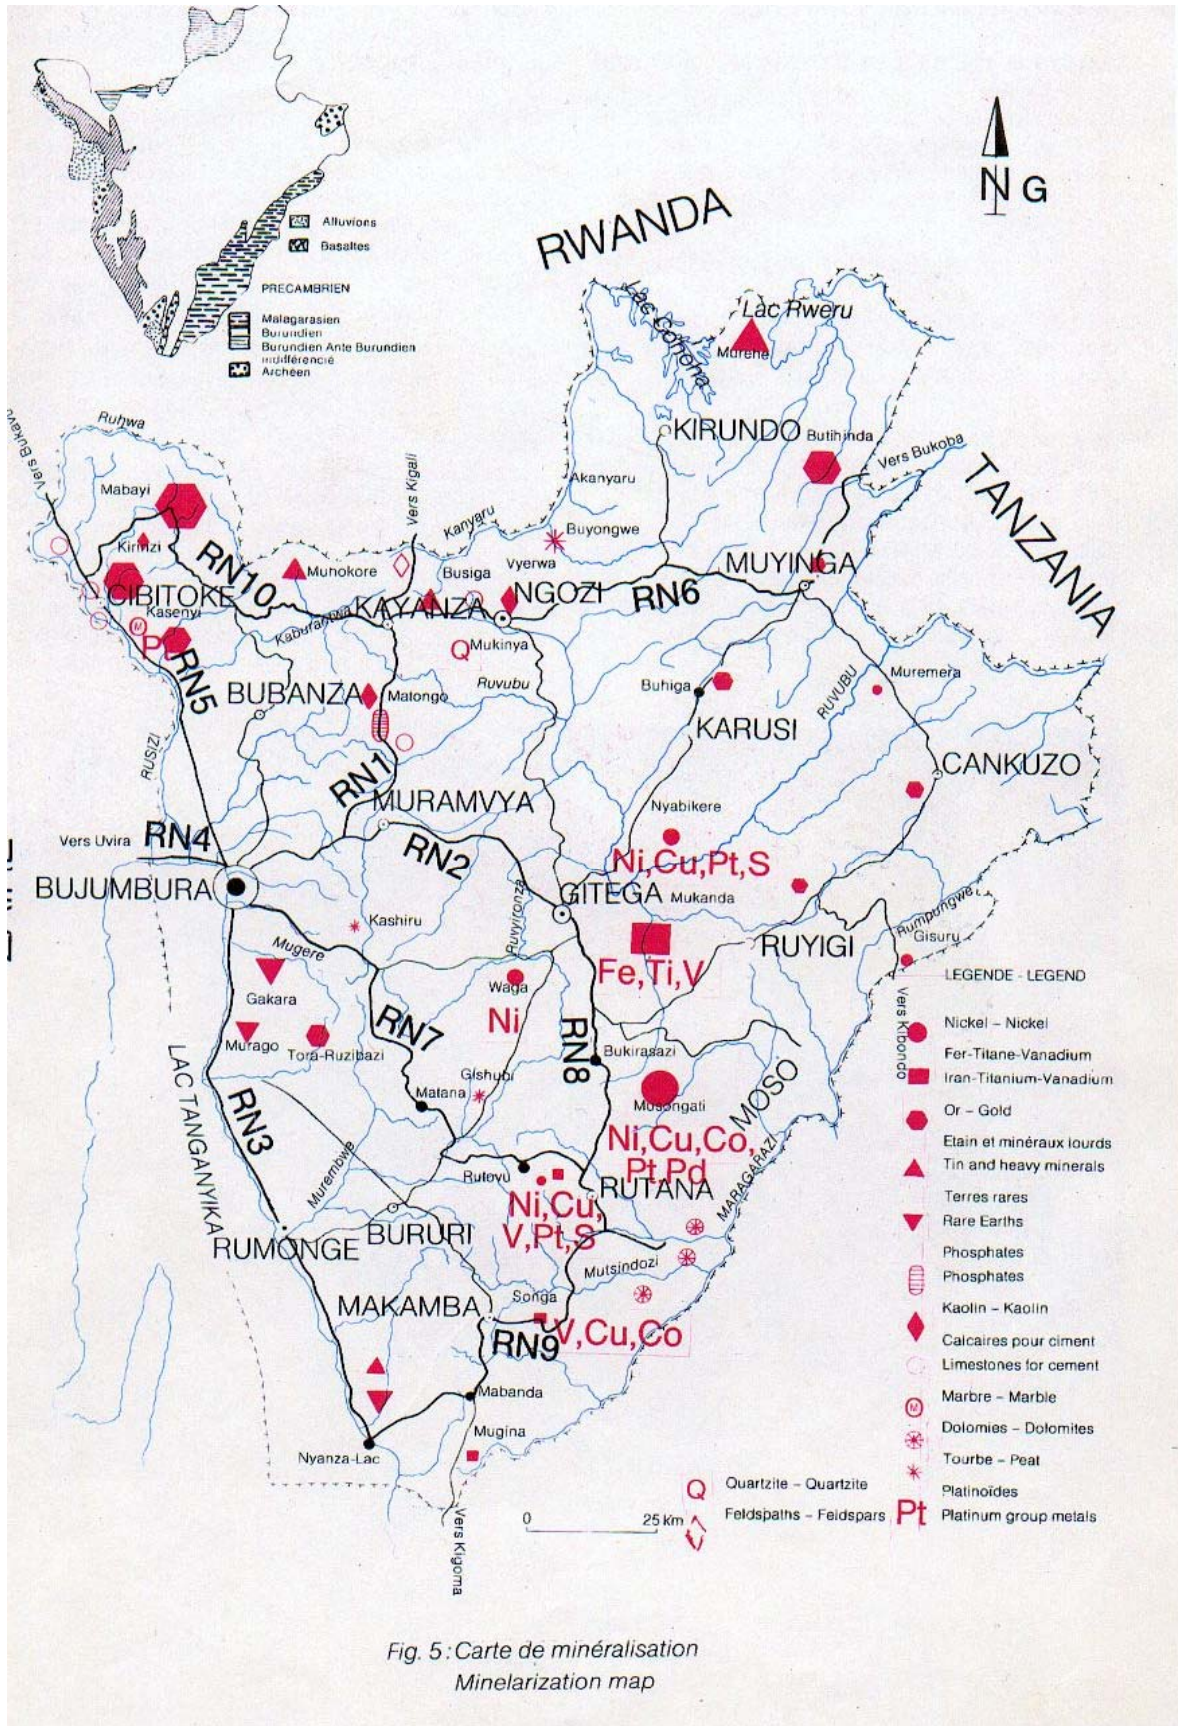 Alluvions
Basaltes
PRECAMBRIEN
Malagarasien
Burundien
Burundien Ante Burundien
indifférencié
Archéen
N G
RWANDA
Lac Cohoha
Lac Rweru
Murehe
KIRUNDO
Butihinda
Vers Bukoba
TANZANIA
Akanyaru
Vers Bukavu
Ruhwa
Mabayi
Vers Kigali
Kanyaru
Buyongwe
Kirinzi
RN10
Muhokore
Busiga
Vyerwa
NGOZI
RN6
MUYINGA
CIBITOKE
Kasenyi
M
Pt
RN5
Kaburantwa
KAYANZA
Q
Mukinya
Ruvubu
BUBANZA
Matongo
Buhiga
KARUSI
RUVUBU
Muremera
CANKUZO
RUSIZI
RN1
MURAMVYA
Nyabikere
Vers Uvira
RN4
RN2
Ni,Cu,Pt,S
BUJUMBURA
GITEGA
Mukanda
Kashiru
Ruvyironza
RUYIGI
Rumpungwe
Gisuru
Mugere
Gakara
Waga
Fe,Ti,V
Ni
Murago
Tora-Ruzibazi
RN7
RN8
Bukirasazi
Vers Kibondo
LAC TANGANYIKA
RN3
Gishubi
Matana
Mosongati
MOSO
Ni,Cu,Co,
Pt,Pd
Murembwe
Rutovu
RUTANA
MARAGARAZI
Ni,Cu,
V,Pt,S
RUMONGE
BURURI
Mutsindozi
MAKAMBA
Songa
RN9
V,Cu,Co
Mabanda
Mugina
Nyanza-Lac
Vers Kigoma
LEGENDE - LEGEND
Nickel - Nickel
Fer-Titane-Vanadium
Iran-Titanium-Vanadium
Or - Gold
Etain et minéraux lourds
Tin and heavy minerals
Terres rares
Rare Earths
Phosphates
Phosphates
Kaolin - Kaolin
Calcaires pour ciment
Limestones for cement
M
Marbre - Marble
Dolomies - Dolomites
Tourbe - Peat
Platinoïdes
Pt Platinum group metals
Q Quartzite - Quartzite
Feldspaths - Feldspars
0 25 Km
Fig. 5 : Carte de minéralisation
Minelarization map